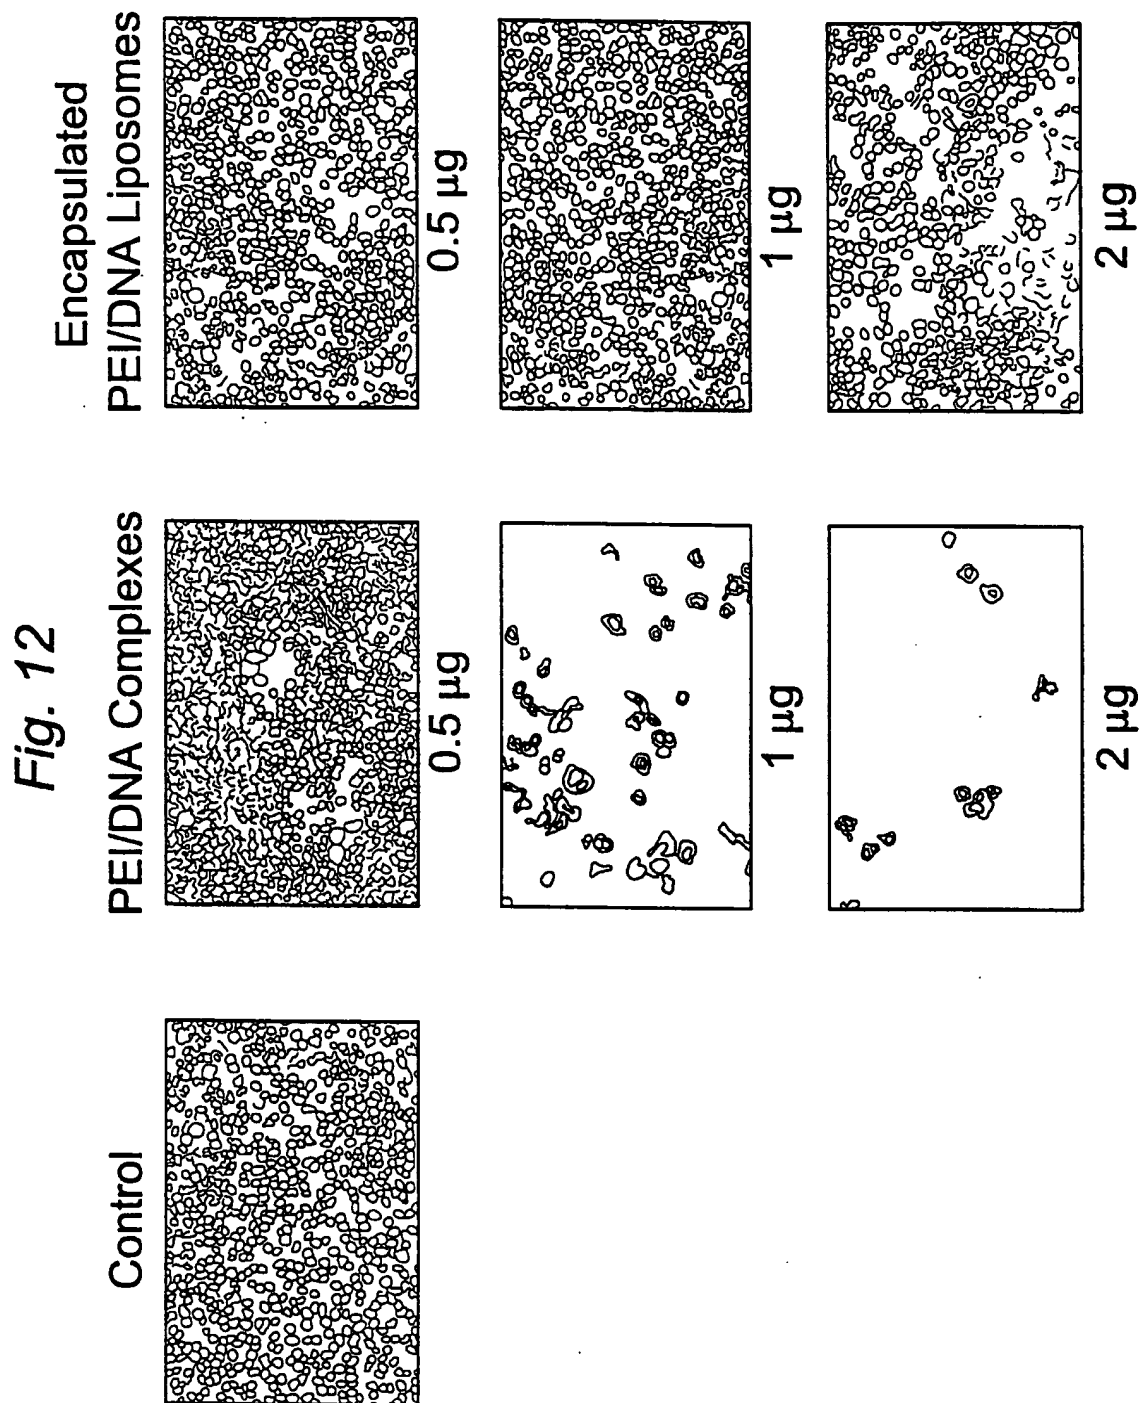 Fig. 12
Control
PEI/DNA Complexes
Encapsulated
PEI/DNA Liposomes
0.5 µg
0.5 µg
1 µg
1 µg
2 µg
2 µg